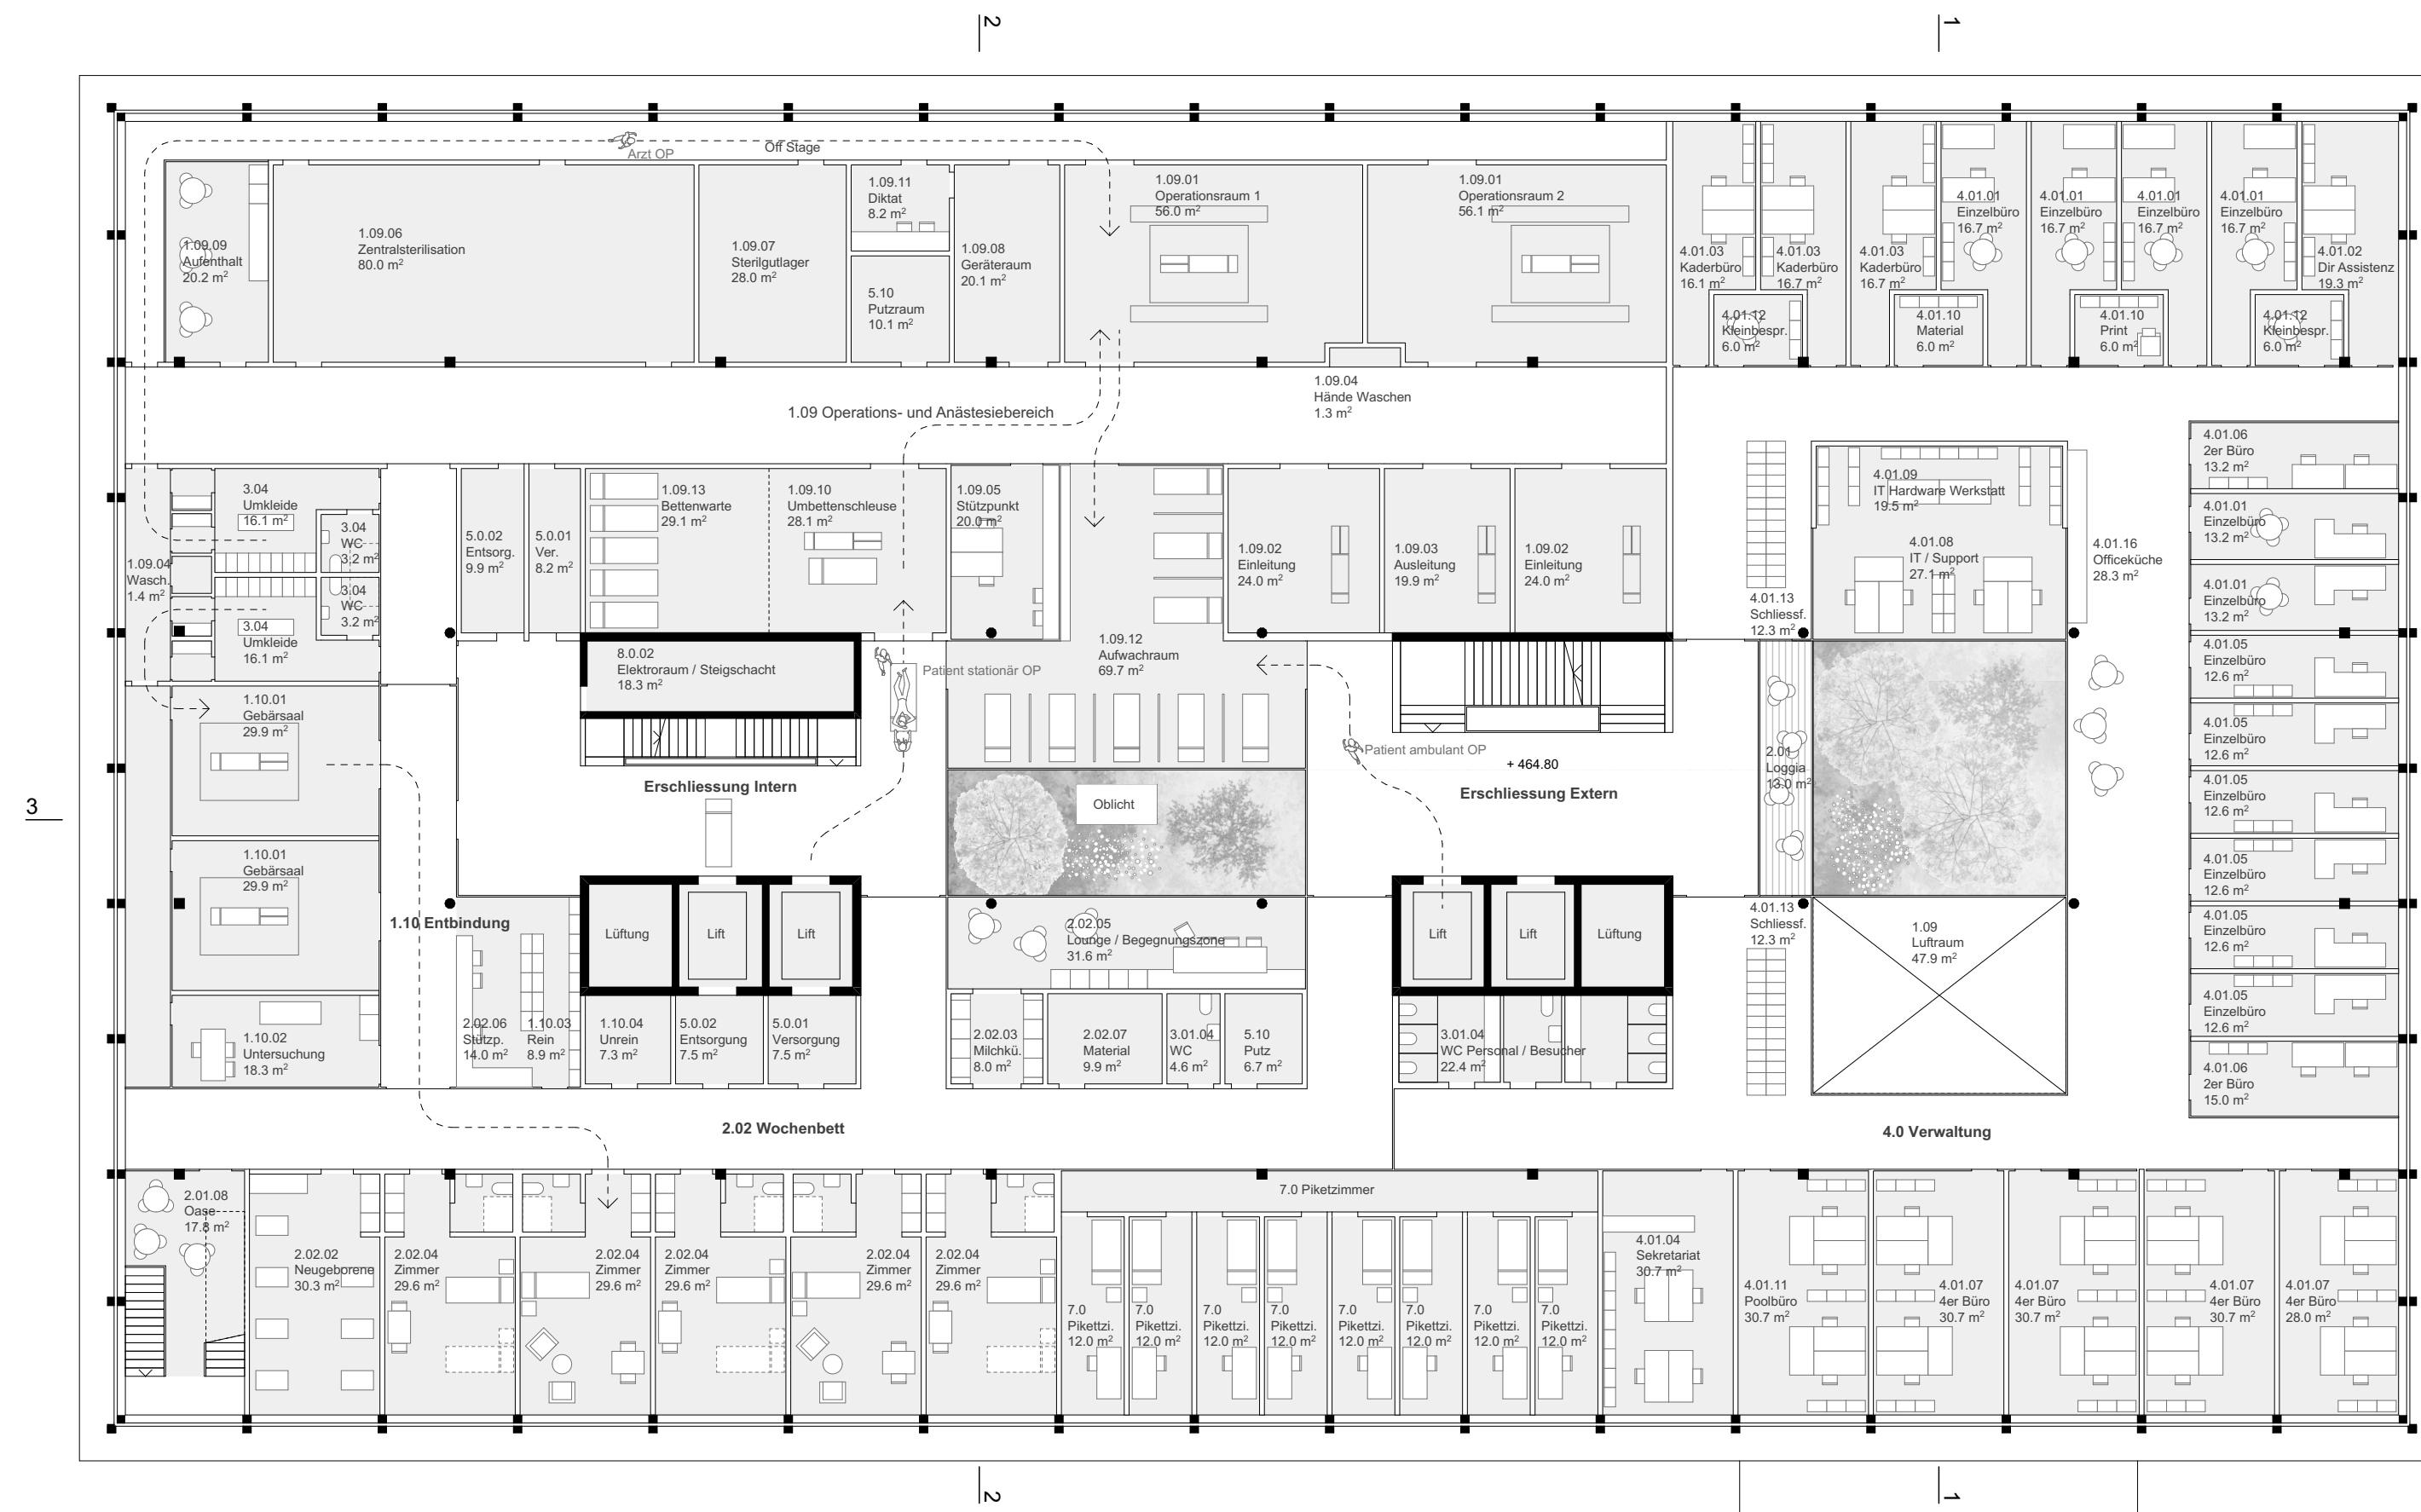 2
1
Arzt OP
Off Stage
1.09.09
Aufenthalt
20.2 m²
1.09.06
Zentralsterilisation
80.0 m²
1.09.07
Sterilgutlager
28.0 m²
1.09.11
Diktat
8.2 m²
5.10
Putzraum
10.1 m²
1.09.08
Geräteraum
20.1 m²
1.09.01
Operationsraum 1
56.0 m²
1.09.01
Operationsraum 2
56.1 m²
4.01.03
Kaderbüro
16.1 m²
4.01.03
Kaderbüro
16.7 m²
4.01.03
Kaderbüro
16.7 m²
4.01.01
Einzelbüro
16.7 m²
4.01.01
Einzelbüro
16.7 m²
4.01.01
Einzelbüro
16.7 m²
4.01.01
Einzelbüro
16.7 m²
4.01.02
Dir Assistenz
19.3 m²
4.01.12
Kleinbespr.
6.0 m²
4.01.10
Material
6.0 m²
4.01.10
Print
6.0 m²
4.01.12
Kleinbespr.
6.0 m²
1.09 Operations- und Anästesiebereich
1.09.04
Hände Waschen
1.3 m²
3.04
Umkleide
16.1 m²
3.04
WC
3.2 m²
1.09.04
Wasch.
1.4 m²
3.04
WC
3.2 m²
3.04
Umkleide
16.1 m²
5.0.02
Entsorg.
9.9 m²
5.0.01
Ver.
8.2 m²
1.09.13
Bettenwarte
29.1 m²
1.09.10
Umbettenschleuse
28.1 m²
1.09.05
Stützpunkt
20.0 m²
1.09.12
Aufwachraum
69.7 m²
1.09.02
Einleitung
24.0 m²
1.09.03
Ausleitung
19.9 m²
1.09.02
Einleitung
24.0 m²
4.01.13
Schliessf.
12.3 m²
4.01.09
IT Hardware Werkstatt
19.5 m²
4.01.08
IT / Support
27.1 m²
4.01.16
Officeküche
28.3 m²
4.01.06
2er Büro
13.2 m²
4.01.01
Einzelbüro
13.2 m²
4.01.01
Einzelbüro
13.2 m²
4.01.05
Einzelbüro
12.6 m²
4.01.05
Einzelbüro
12.6 m²
4.01.05
Einzelbüro
12.6 m²
4.01.05
Einzelbüro
12.6 m²
4.01.05
Einzelbüro
12.6 m²
4.01.05
Einzelbüro
12.6 m²
4.01.06
2er Büro
15.0 m²
8.0.02
Elektroraum / Steigschacht
18.3 m²
Patient stationär OP
Patient ambulant OP
+ 464.80
Erschliessung Intern
Oblicht
Erschliessung Extern
2.01
Loggia
13.0 m²
3
1.10.01
Gebärsaal
29.9 m²
1.10.01
Gebärsaal
29.9 m²
1.10 Entbindung
1.10.02
Untersuchung
18.3 m²
Lüftung
Lift
Lift
2.02.05
Lounge / Begegnungszone
31.6 m²
Lift
Lift
Lüftung
4.01.13
Schliessf.
12.3 m²
1.09
Luftraum
47.9 m²
2.02.06
Stützp.
14.0 m²
1.10.03
Rein
8.9 m²
1.10.04
Unrein
7.3 m²
5.0.02
Entsorgung
7.5 m²
5.0.01
Versorgung
7.5 m²
2.02.03
Milchkü.
8.0 m²
2.02.07
Material
9.9 m²
3.01.04
WC
4.6 m²
5.10
Putz
6.7 m²
3.01.04
WC Personal / Besucher
22.4 m²
2.02 Wochenbett
4.0 Verwaltung
2.01.08
Oase
17.8 m²
2.02.02
Neugeborene
30.3 m²
2.02.04
Zimmer
29.6 m²
2.02.04
Zimmer
29.6 m²
2.02.04
Zimmer
29.6 m²
2.02.04
Zimmer
29.6 m²
2.02.04
Zimmer
29.6 m²
7.0 Piketzimmer
7.0
Pikettzi.
12.0 m²
7.0
Pikettzi.
12.0 m²
7.0
Pikettzi.
12.0 m²
7.0
Pikettzi.
12.0 m²
7.0
Pikettzi.
12.0 m²
7.0
Pikettzi.
12.0 m²
7.0
Pikettzi.
12.0 m²
7.0
Pikettzi.
12.0 m²
4.01.04
Sekretariat
30.7 m²
4.01.11
Poolbüro
30.7 m²
4.01.07
4er Büro
30.7 m²
4.01.07
4er Büro
30.7 m²
4.01.07
4er Büro
30.7 m²
4.01.07
4er Büro
28.0 m²
2
1